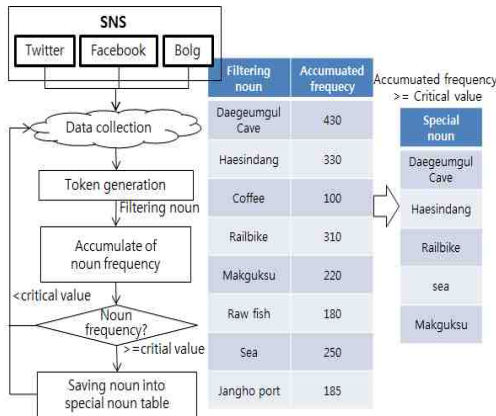 SNS
Twitter
Facebook
Bolg
Data collection
Token generation
Filtering noun
Accumulate of
noun frequency
<critical value
Noun
frequency?
>=critial value
Saving noun into
special noun table
Filtering
noun
Accumuated
frequecy
Daegeumgul
Cave
430
Haesindang
330
Coffee
100
Railbike
310
Makguksu
220
Raw fish
180
Sea
250
Jangho port
185
Accumuated frequency
>= Critical value
Special
noun
Daegeumgul
Cave
Haesindang
Railbike
sea
Makguksu